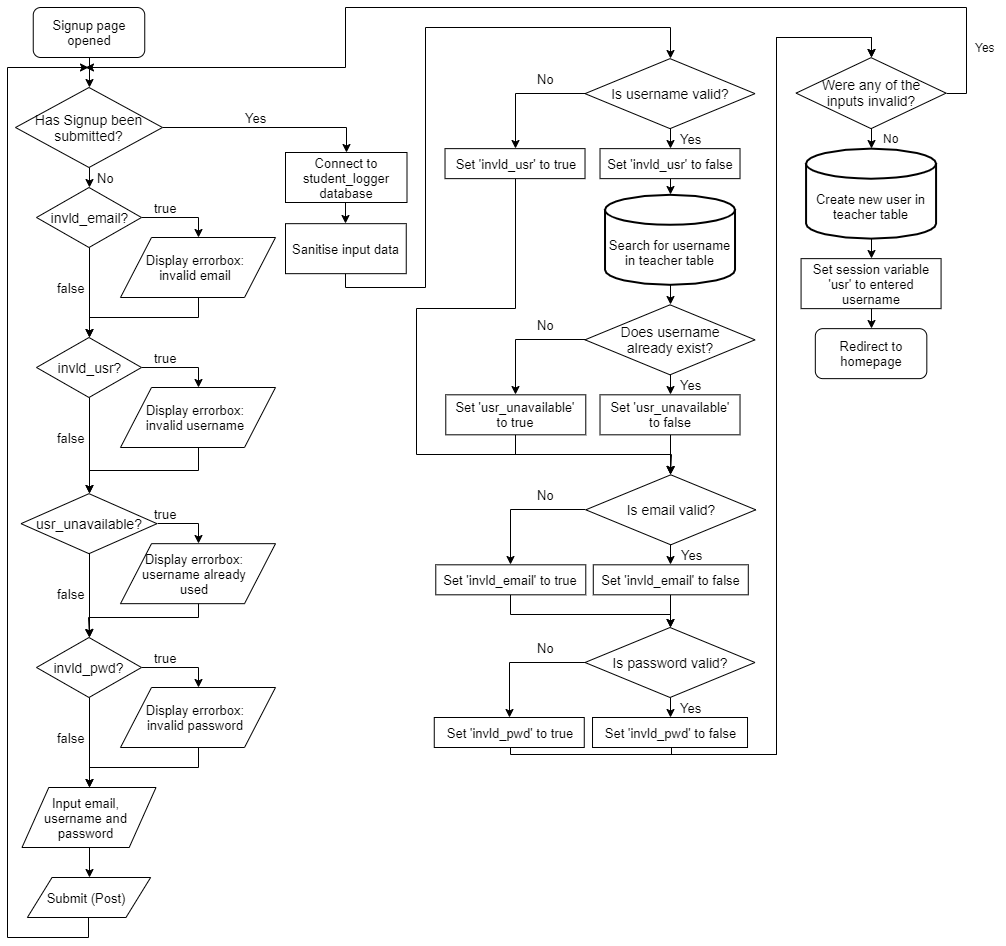 Signup page
opened
Has Signup been
submitted?
Yes
No
invld_email?
true
Display errorbox:
invalid email
false
invld_usr?
true
Display errorbox:
invalid username
false
usr_unavailable?
true
Display errorbox:
username already
used
false
invld_pwd?
true
Display errorbox:
invalid password
false
Input email,
username and
password
Submit (Post)
Connect to
student_logger
database
Sanitise input data
Is username valid?
No
Yes
Set 'invld_usr' to true
Set 'invld_usr' to false
Search for username
in teacher table
Does username
already exist?
No
Yes
Set 'usr_unavailable'
to true
Set 'usr_unavailable'
to false
Is email valid?
No
Yes
Set 'invld_email' to true
Set 'invld_email' to false
Is password valid?
No
Yes
Set 'invld_pwd' to true
Set 'invld_pwd' to false
Were any of the
inputs invalid?
Yes
No
Create new user in
teacher table
Set session variable
'usr' to entered
username
Redirect to
homepage